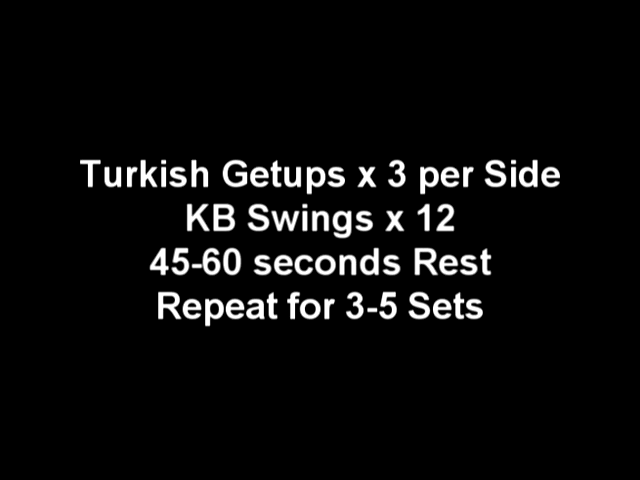 Turkish Getups x 3 per Side
KB Swings x 12
45-60 seconds Rest
Repeat for 3-5 Sets